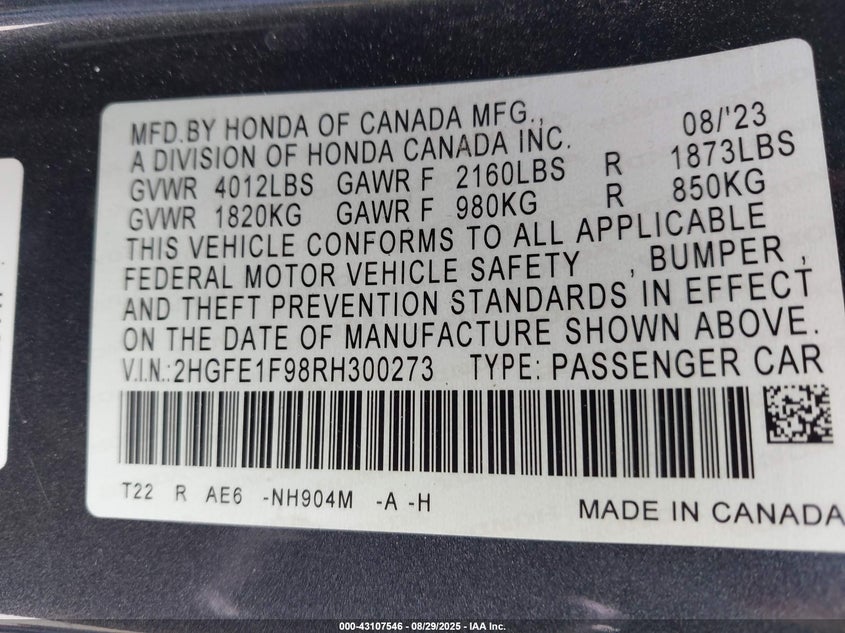 MFD.BY HONDA OF CANADA MFG., 08/'23
A DIVISION OF HONDA CANADA INC.
GVWR 4012LBS GAWR F 2160LBS R 1873LBS
GVWR 1820KG GAWR F 980KG R 850KG
THIS VEHICLE CONFORMS TO ALL APPLICABLE
FEDERAL MOTOR VEHICLE SAFETY , BUMPER ,
AND THEFT PREVENTION STANDARDS IN EFFECT
ON THE DATE OF MANUFACTURE SHOWN ABOVE.
V.I.N.:2HGFE1F98RH300273 TYPE: PASSENGER CAR
T22 R AE6 -NH904M -A -H
MADE IN CANADA
000-43107546 - 08/29/2025 - IAA Inc.